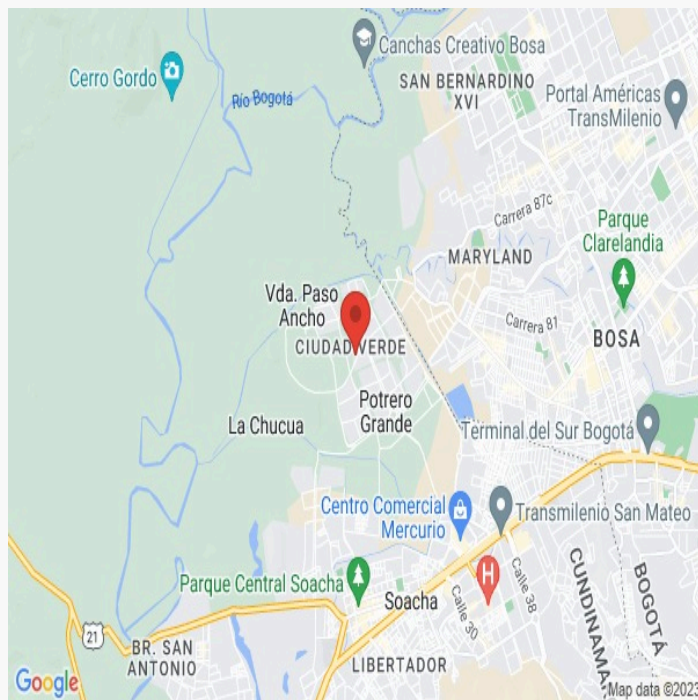 Canchas Creativo Bosa
Cerro Gordo
SAN BERNARDINO
XVI
Portal Américas
TransMilenio
Río Bogotá
Carrera 87c
Parque
Clarelandia
MARYLAND
Vda. Paso
Ancho
Carrera 81
BOSA
CIUDAD VERDE
Potrero
Grande
La Chucua
Terminal del Sur Bogotá
Centro Comercial
Mercurio
Transmilenio San Mateo
H
Parque Central Soacha
Soacha
Calle 30
Calle 38
CUNDINAMA
BOGOTÁ
21
BR. SAN
ANTONIO
LIBERTADOR
Google
Map data ©202